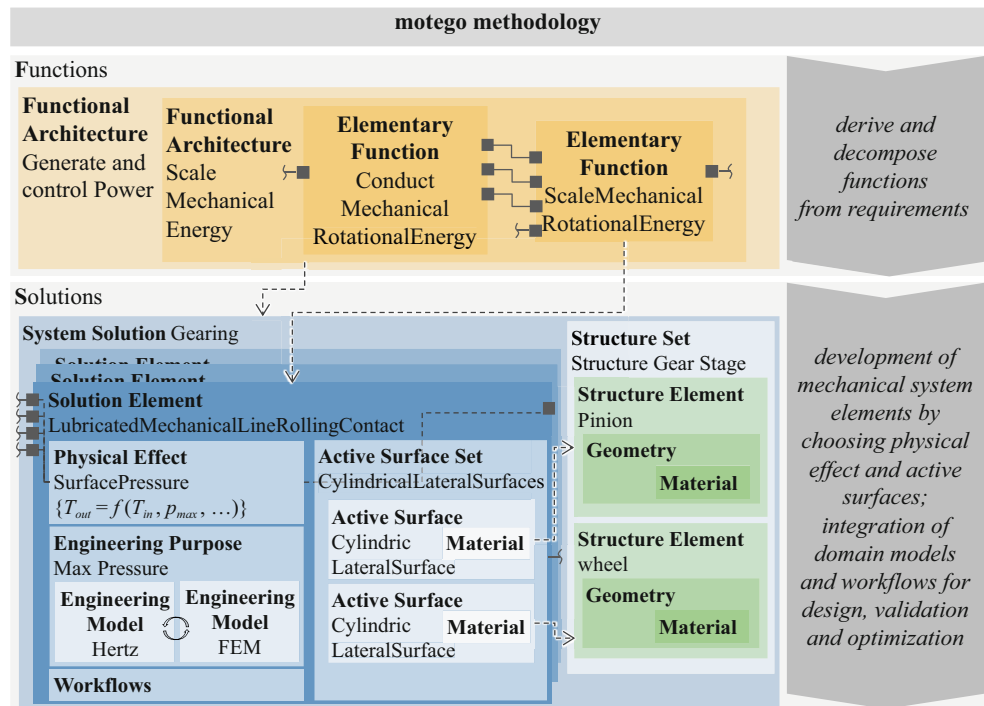 motego methodology
Functions
Functional
Architecture
Generate and
control Power
Functional
Architecture
Scale
Mechanical
Energy
Elementary
Function
Conduct
Mechanical
RotationalEnergy
Elementary
Function
ScaleMechanical
RotationalEnergy
derive and
decompose
functions
from requirements
Solutions
System Solution Gearing
Solution Element
Solution Element
Solution Element
LubricatedMechanicalLineRollingContact
Physical Effect
SurfacePressure
{T_out = f(T_in, p_max, …)}
Engineering Purpose
Max Pressure
Engineering
Model
Hertz
Engineering
Model
FEM
Workflows
Active Surface Set
CylindricalLateralSurfaces
Active Surface
Cylindric
LateralSurface
Material
Active Surface
Cylindric
LateralSurface
Material
Structure Set
Structure Gear Stage
Structure Element
Pinion
Geometry
Material
Structure Element
wheel
Geometry
Material
development of
mechanical system
elements by
choosing physical
effect and active
surfaces;
integration of
domain models
and workflows for
design, validation
and optimization